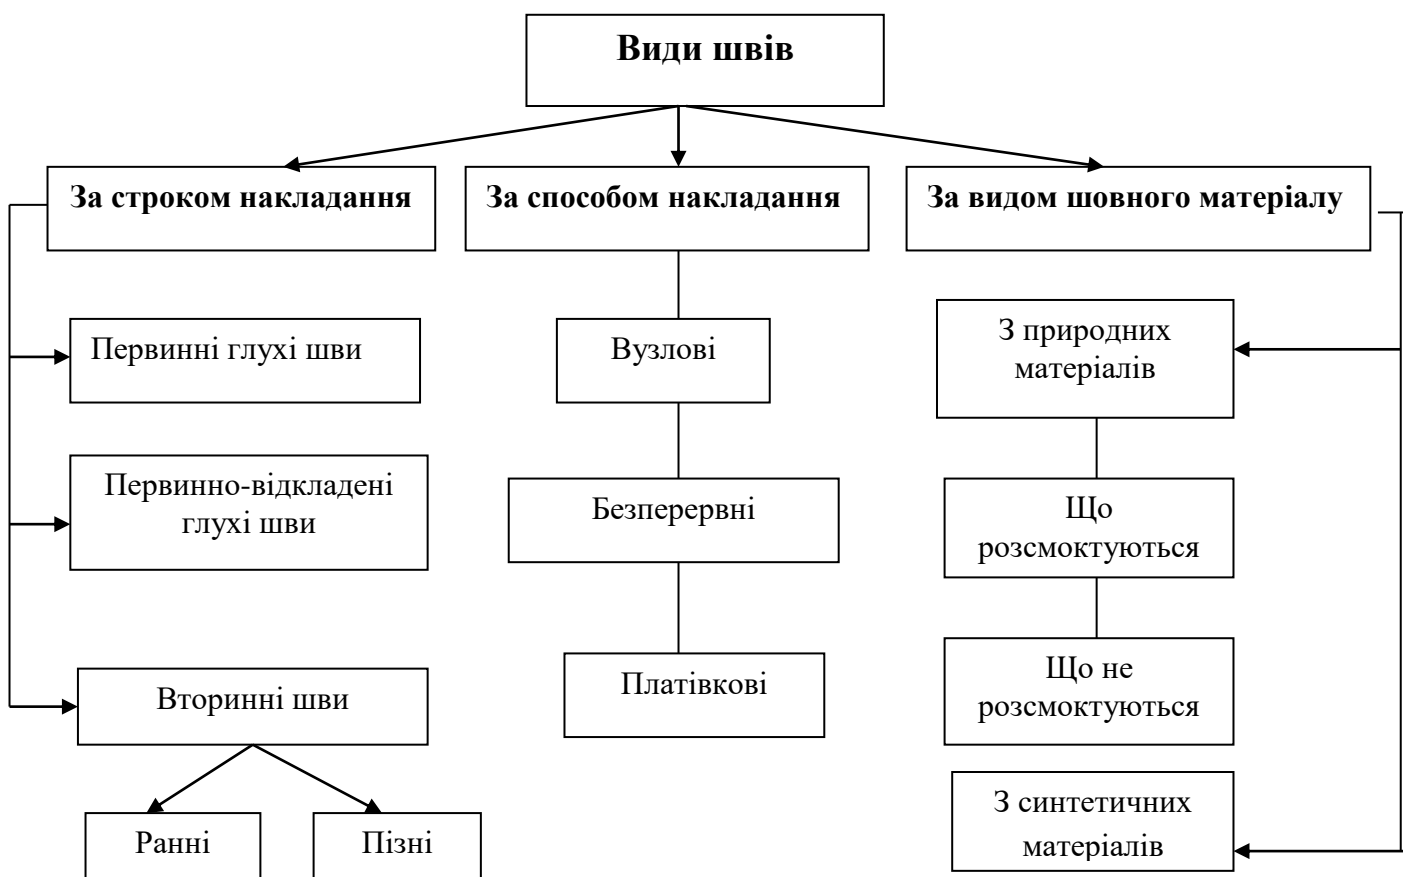 Види швів
За строком накладання
За способом накладання
За видом шовного матеріалу
Первинні глухі шви
Вузлові
З природних
матеріалів
Первинно-відкладені
глухі шви
Безперервні
Що
розсмоктуються
Вторинні шви
Платівкові
Що не
розсмоктуються
Ранні
Пізні
З синтетичних
матеріалів